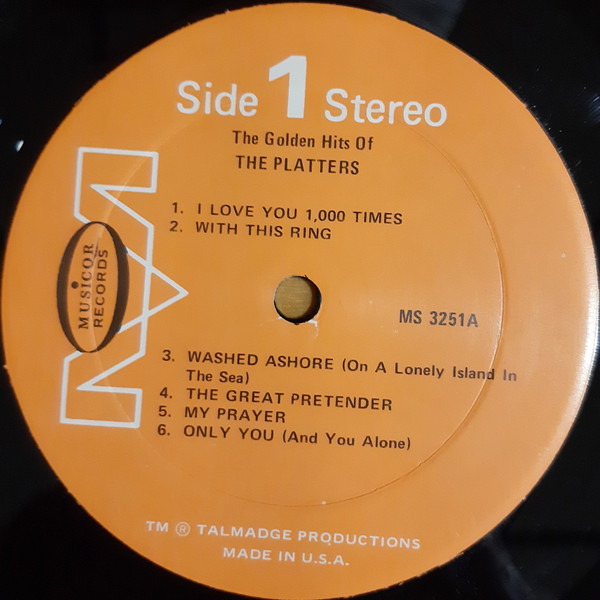 Side 1 Stereo
The Golden Hits Of
THE PLATTERS
1. I LOVE YOU 1,000 TIMES
2. WITH THIS RING
MUSICOR
RECORDS
MS 3251A
3. WASHED ASHORE (On A Lonely Island In
The Sea)
4. THE GREAT PRETENDER
5. MY PRAYER
6. ONLY YOU (And You Alone)
TM ® TALMADGE PRODUCTIONS
MADE IN U.S.A.